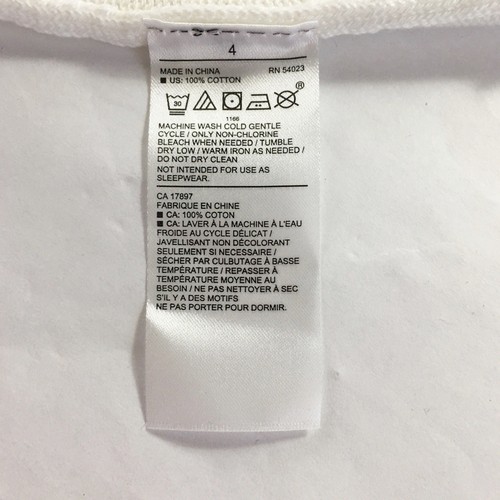 4
MADE IN CHINA RN 54023
■ US: 100% COTTON
30
®
1166
MACHINE WASH COLD GENTLE
CYCLE / ONLY NON-CHLORINE
BLEACH WHEN NEEDED / TUMBLE
DRY LOW / WARM IRON AS NEEDED /
DO NOT DRY CLEAN
NOT INTENDED FOR USE AS
SLEEPWEAR.
CA 17897
FABRIQUE EN CHINE
■ CA: 100% COTON
■ CA: LAVER À LA MACHINE À L'EAU
FROIDE AU CYCLE DÉLICAT /
JAVELLISANT NON DÉCOLORANT
SEULEMENT SI NECESSAIRE /
SÉCHER PAR CULBUTAGE À BASSE
TEMPÉRATURE / REPASSER À
TEMPÉRATURE MOYENNE AU
BESOIN / NE PAS NETTOYER À SEC
S'IL Y A DES MOTIFS
NE PAS PORTER POUR DORMIR.